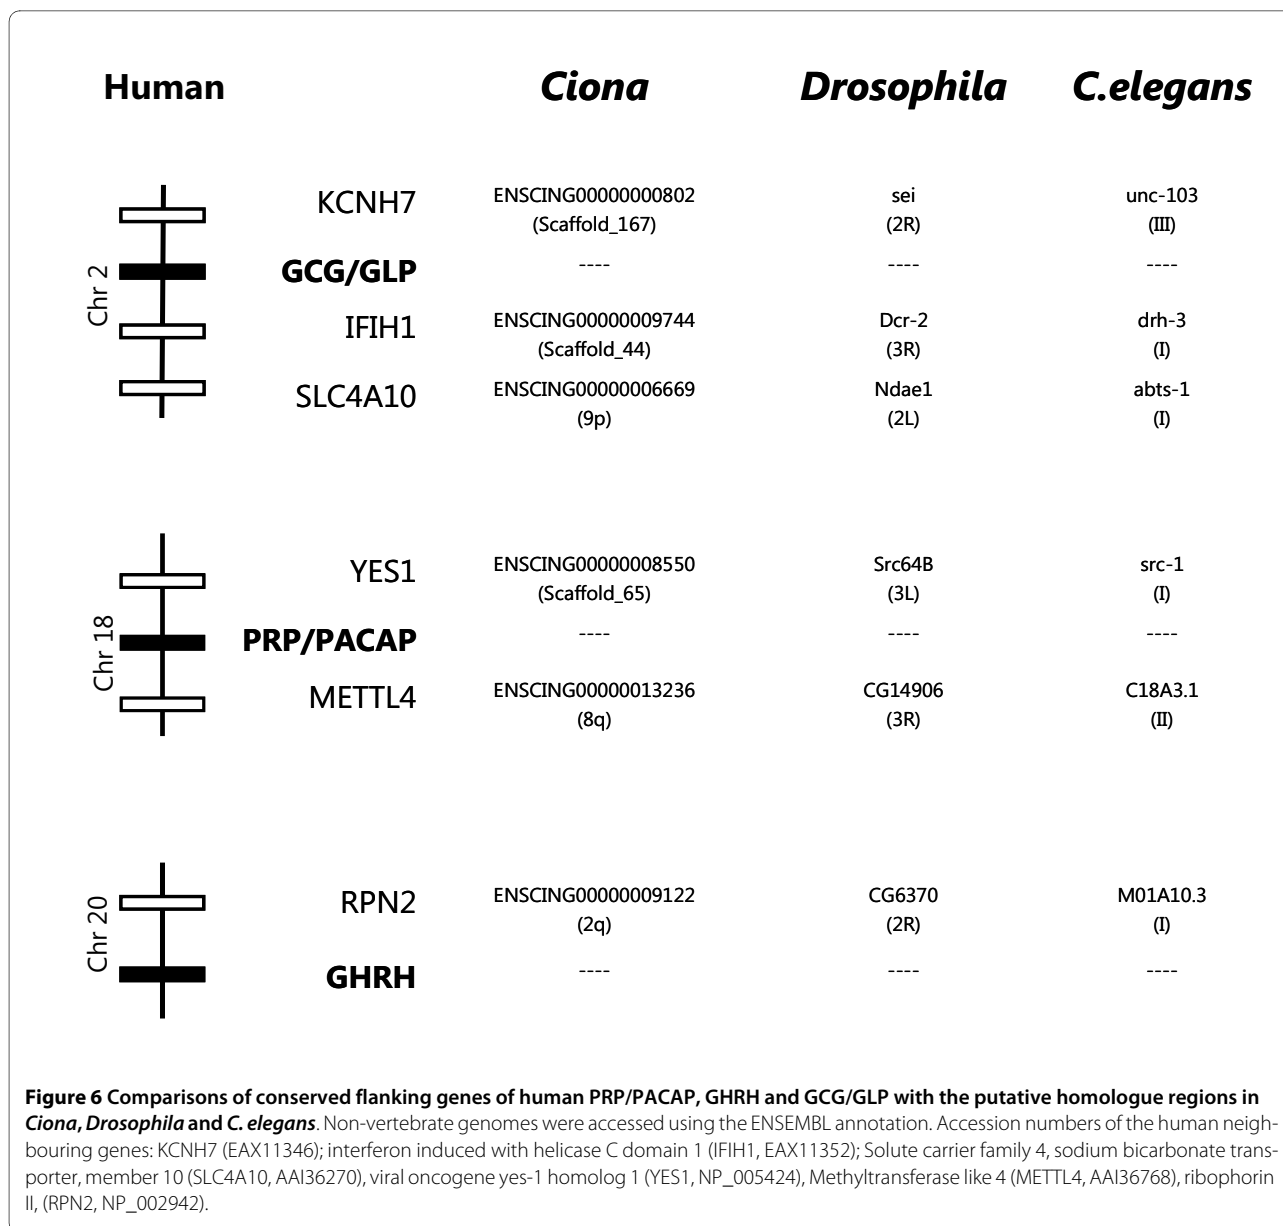 Human Ciona Drosophila C.elegans
Chr 2
KCNH7 ENSCING00000000802 sei unc-103
(Scaffold_167) (2R) (III)
GCG/GLP ---- ---- ----
IFIH1 ENSCING00000009744 Dcr-2 drh-3
(Scaffold_44) (3R) (I)
SLC4A10 ENSCING00000006669 Ndae1 abts-1
(9p) (2L) (I)
Chr 18
YES1 ENSCING00000008550 Src64B src-1
(Scaffold_65) (3L) (I)
PRP/PACAP ---- ---- ----
METTL4 ENSCING00000013236 CG14906 C18A3.1
(8q) (3R) (II)
Chr 20
RPN2 ENSCING00000009122 CG6370 M01A10.3
(2q) (2R) (I)
GHRH ---- ---- ----
Figure 6 Comparisons of conserved flanking genes of human PRP/PACAP, GHRH and GCG/GLP with the putative homologue regions in
Ciona, Drosophila and C. elegans. Non-vertebrate genomes were accessed using the ENSEMBL annotation. Accession numbers of the human neigh-
bouring genes: KCNH7 (EAX11346); interferon induced with helicase C domain 1 (IFIH1, EAX11352); Solute carrier family 4, sodium bicarbonate trans-
porter, member 10 (SLC4A10, AAI36270), viral oncogene yes-1 homolog 1 (YES1, NP_005424), Methyltransferase like 4 (METTL4, AAI36768), ribophorin
II, (RPN2, NP_002942).